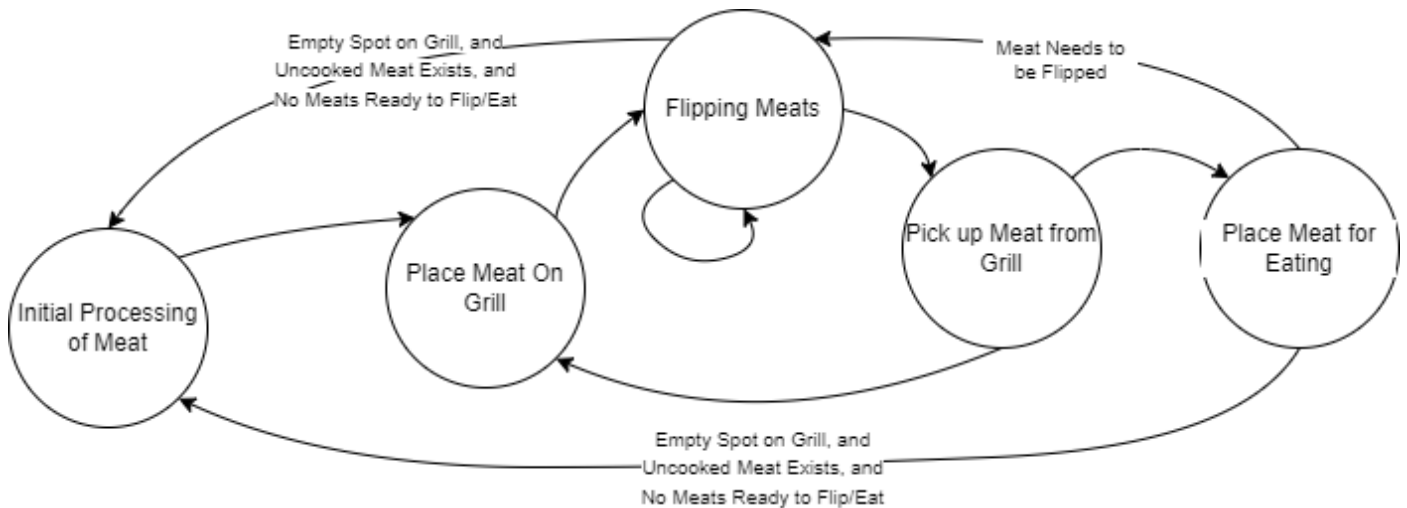 Empty Spot on Grill, and
Uncooked Meat Exists, and
No Meats Ready to Flip/Eat
Meat Needs to
be Flipped
Flipping Meats
Pick up Meat from
Grill
Place Meat for
Eating
Place Meat On
Grill
Initial Processing
of Meat
Empty Spot on Grill, and
Uncooked Meat Exists, and
No Meats Ready to Flip/Eat